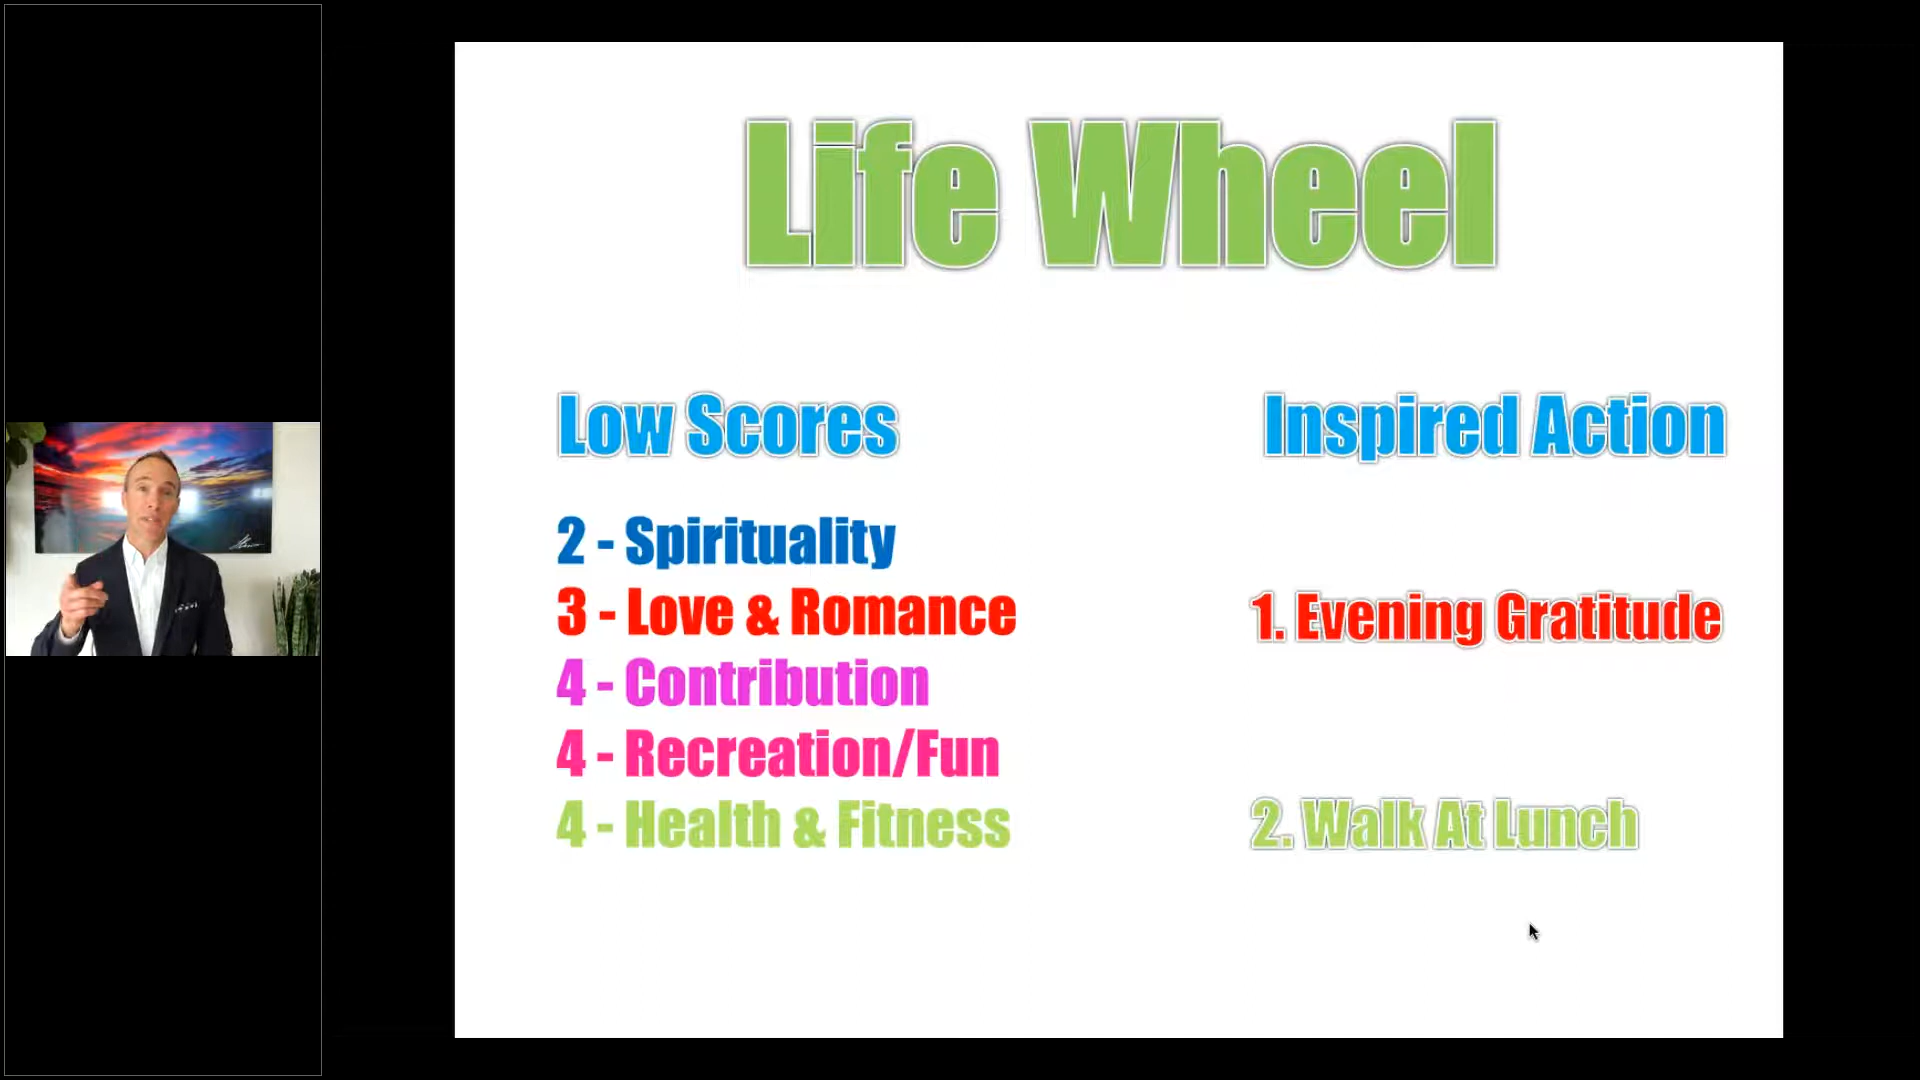 Life Wheel
Low Scores
2 - Spirituality
3 - Love & Romance
4 - Contribution
4 - Recreation/Fun
4 - Health & Fitness
Inspired Action
1. Evening Gratitude
2. Walk At Lunch